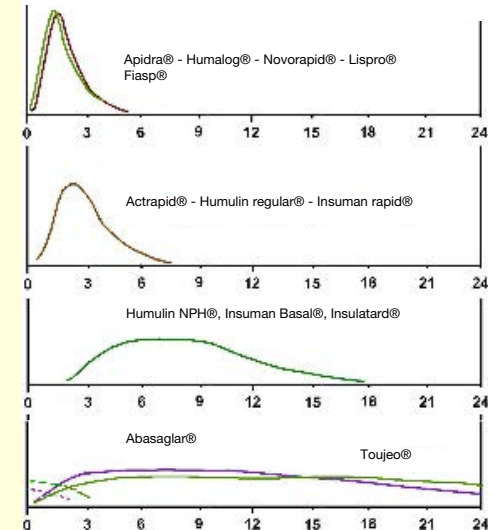 Apidra® - Humalog® - Novorapid® - Lispro®
Fiasp®
0 3 6 9 12 15 18 21 24
Actrapid® - Humulin regular® - Insuman rapid®
0 3 6 9 12 15 18 21 24
Humulin NPH®, Insuman Basal®, Insulatard®
0 3 6 9 12 15 18 21 24
Abasaglar®
Toujeo®
0 3 6 9 12 15 18 21 24